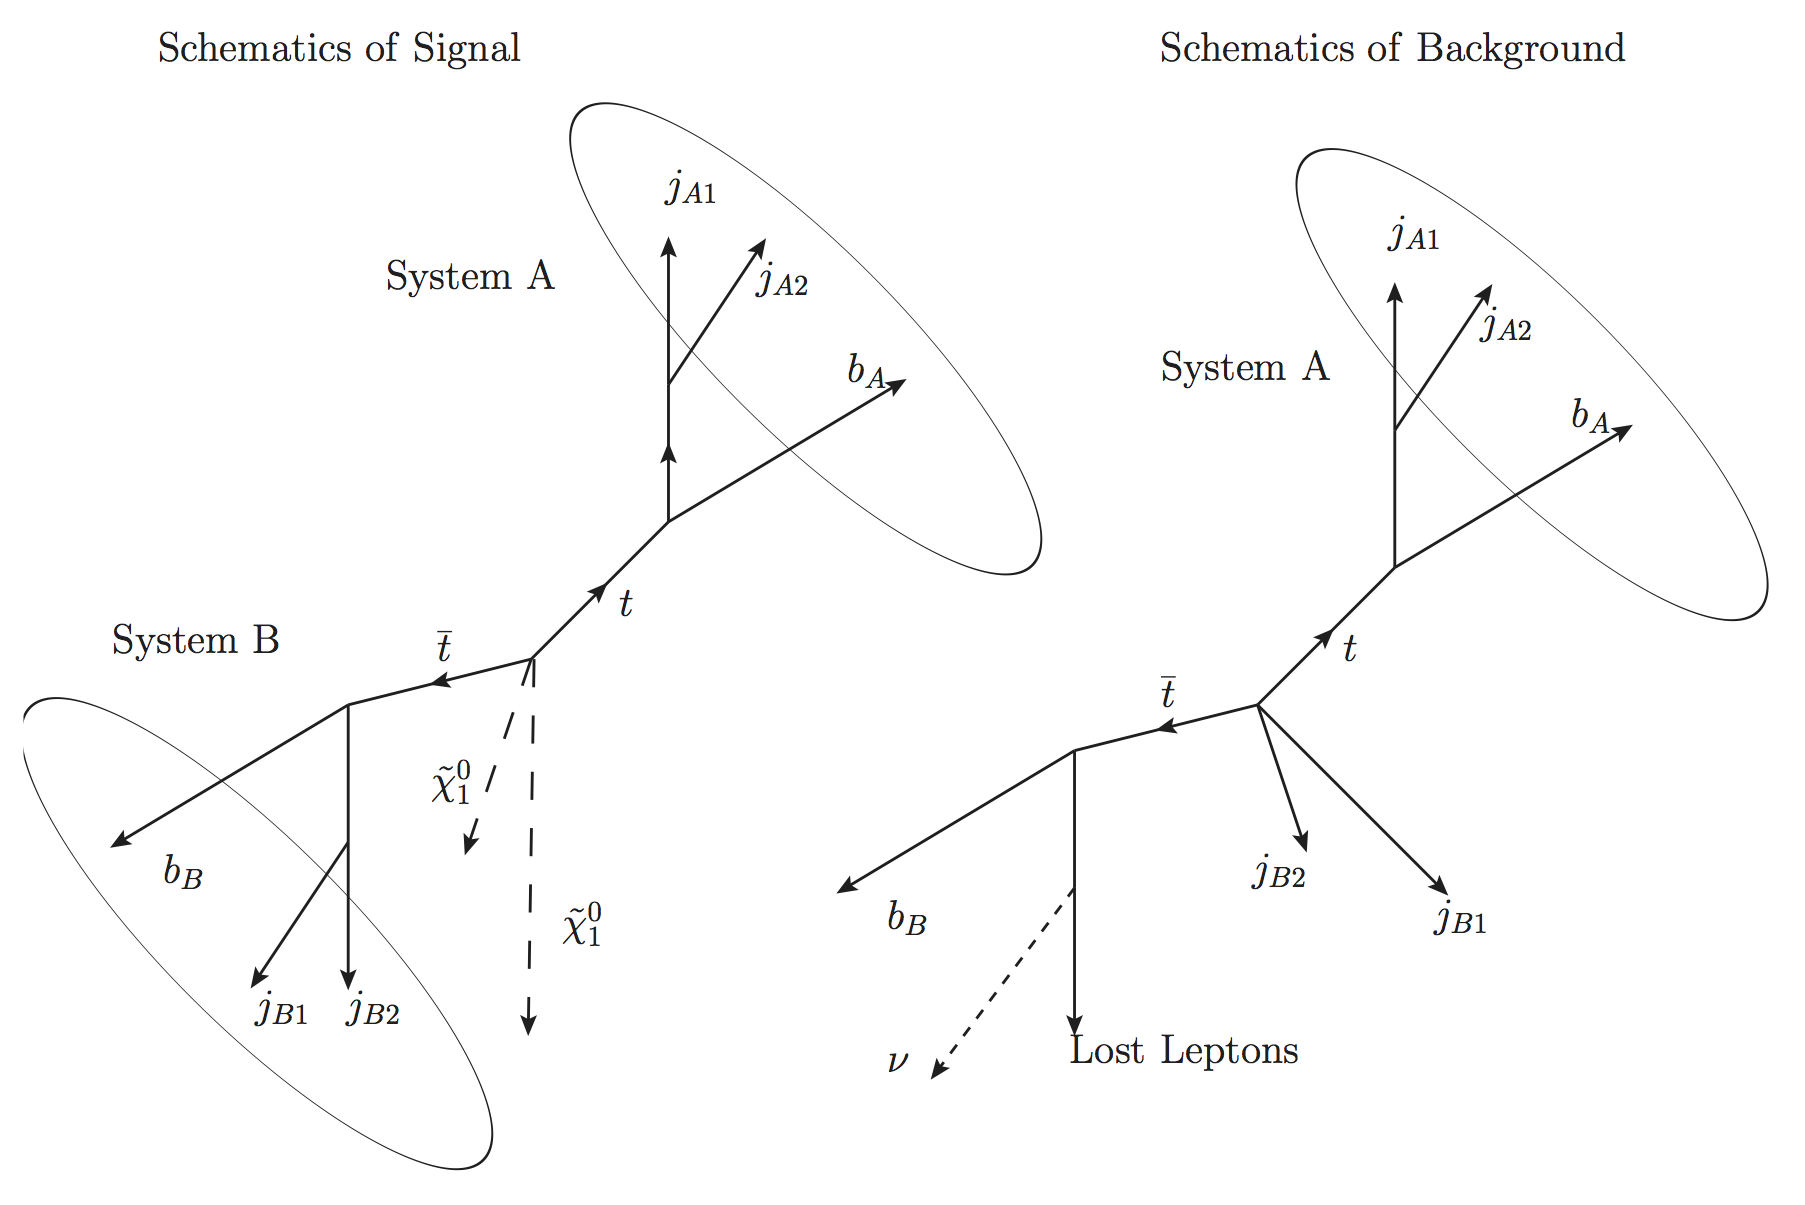 Schematics of Signal
j_{A1}
System A
j_{A2}
b_A
t
System B
\bar{t}
\tilde{\chi}_1^0
b_B
\tilde{\chi}_1^0
j_{B1}
j_{B2}
Schematics of Background
j_{A1}
j_{A2}
System A
b_A
t
\bar{t}
j_{B2}
b_B
j_{B1}
Lost Leptons
ν